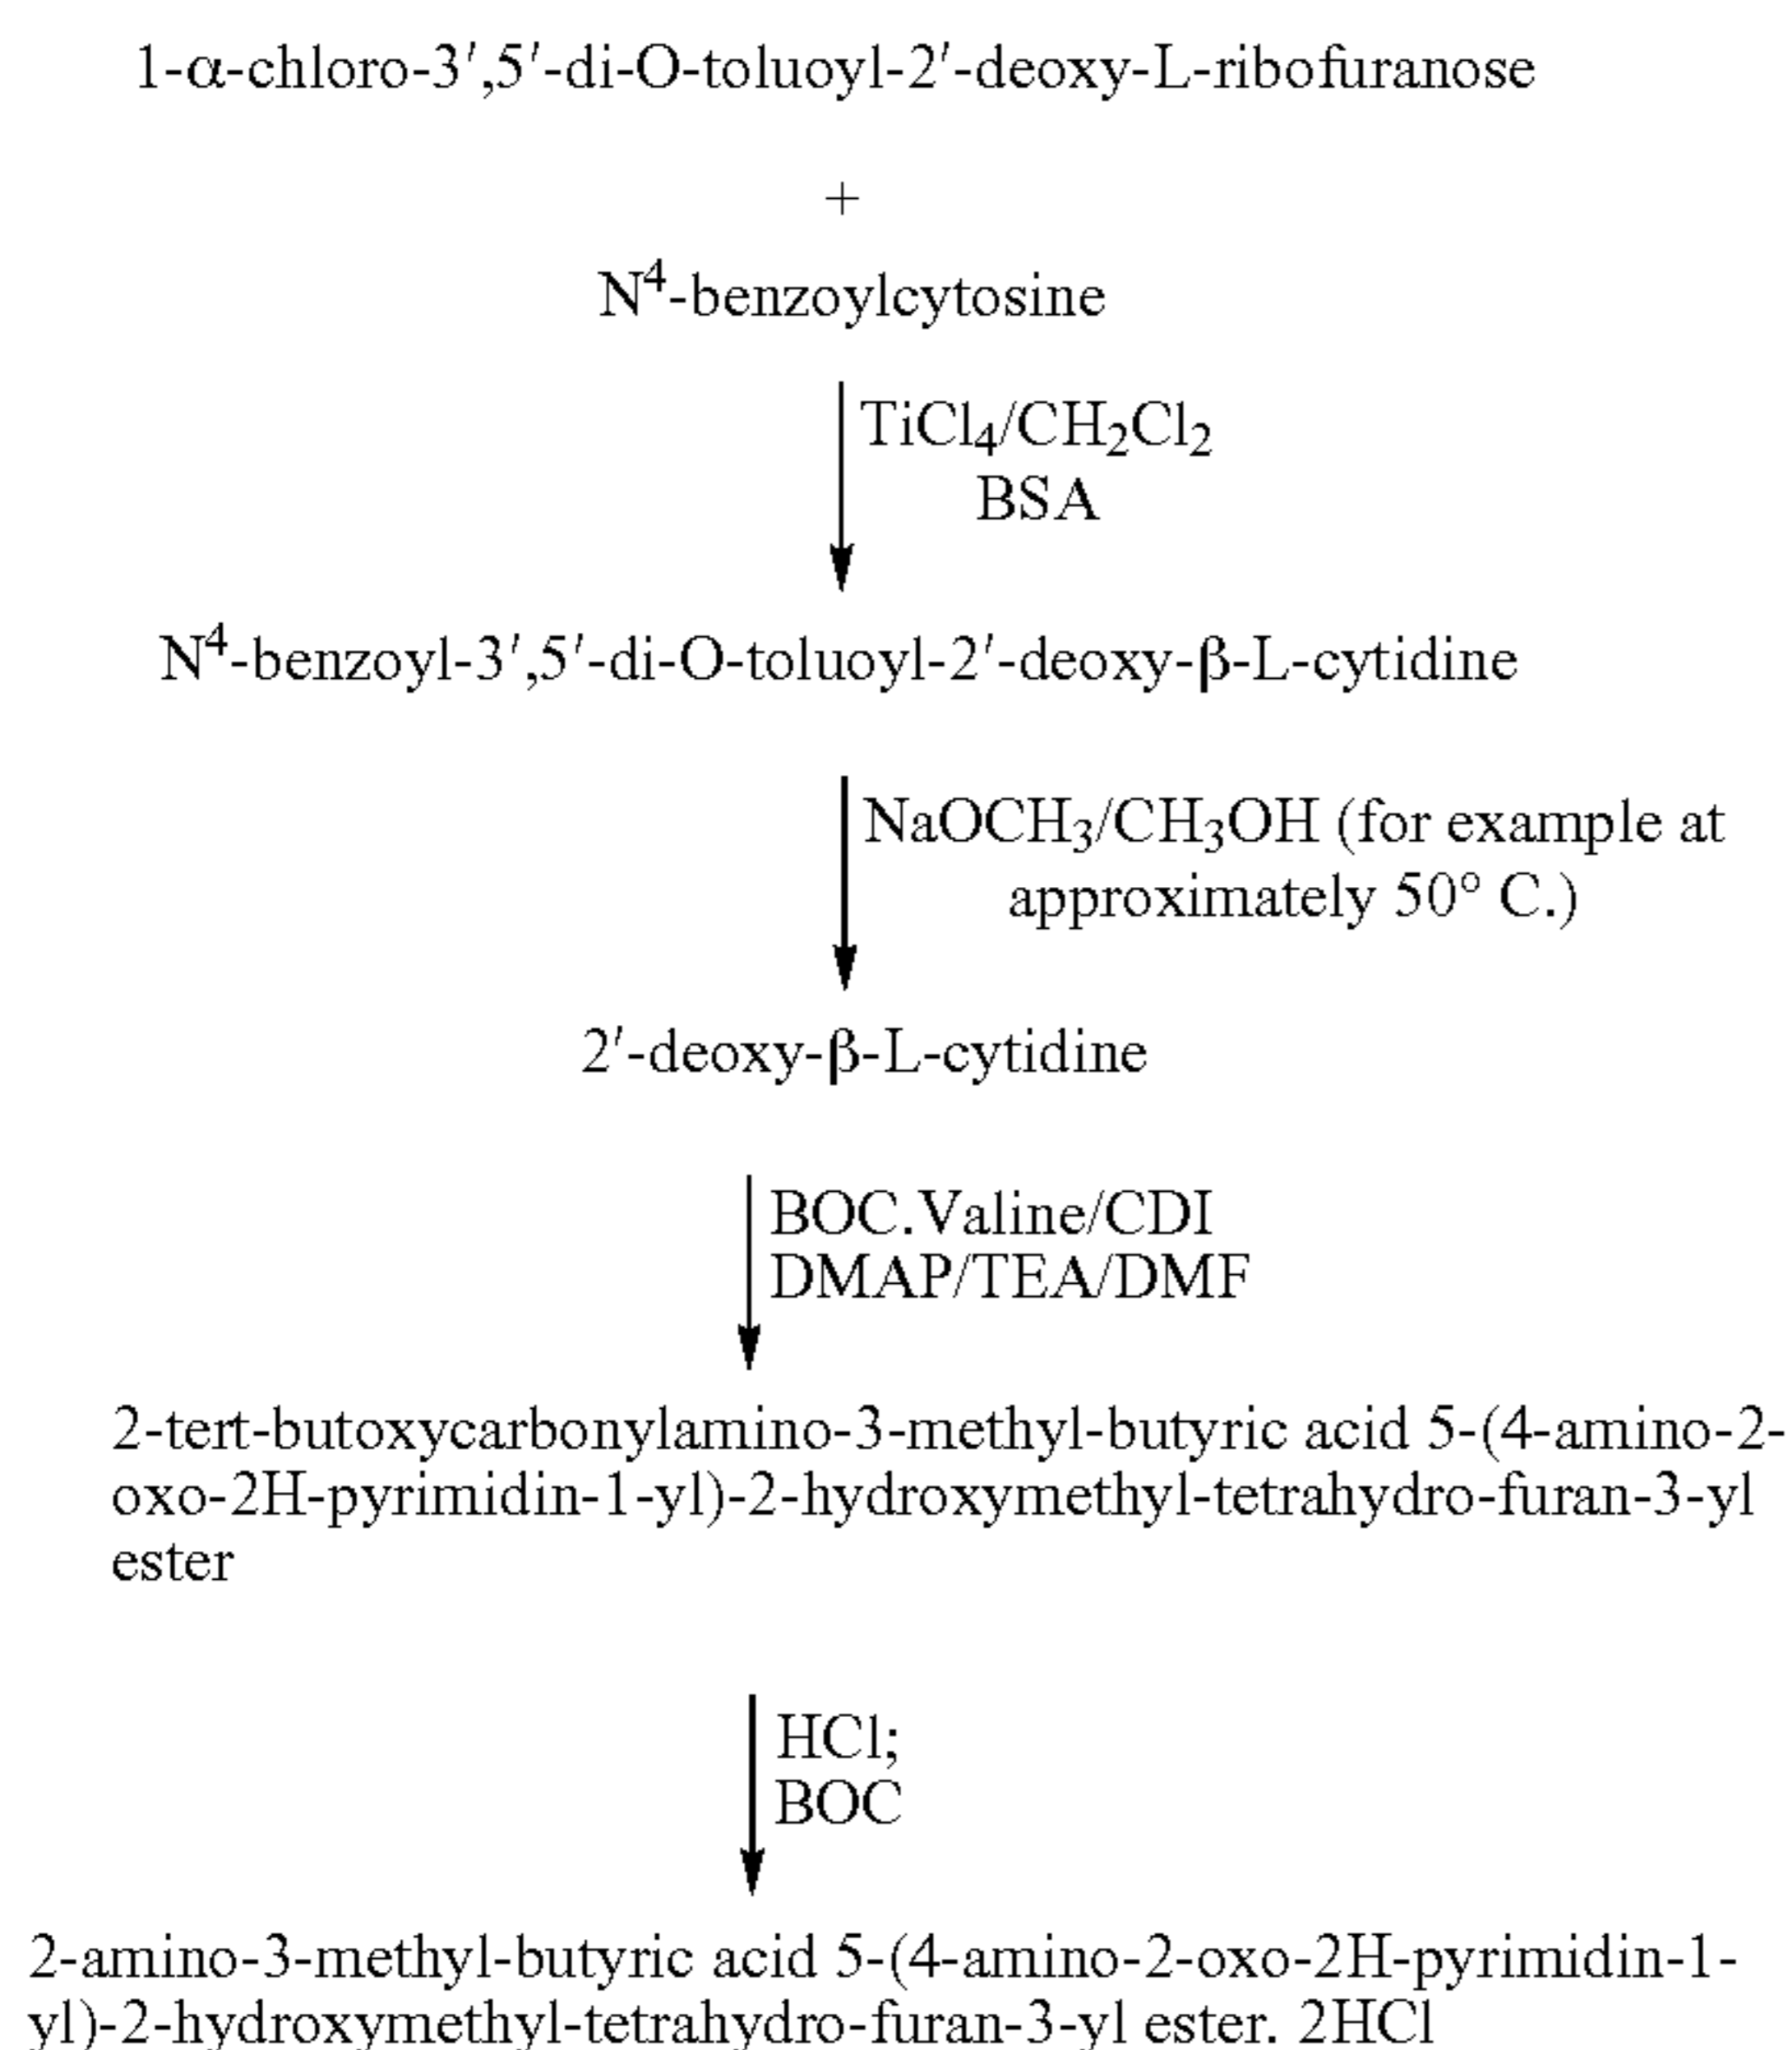 1-α-chloro-3′,5′-di-O-toluoyl-2′-deoxy-L-ribofuranose
+
N⁴-benzoylcytosine
TiCl₄/CH₂Cl₂
BSA
N⁴-benzoyl-3′,5′-di-O-toluoyl-2′-deoxy-β-L-cytidine
NaOCH₃/CH₃OH (for example at
approximately 50° C.)
2′-deoxy-β-L-cytidine
BOC.Valine/CDI
DMAP/TEA/DMF
2-tert-butoxycarbonylamino-3-methyl-butyric acid 5-(4-amino-2-
oxo-2H-pyrimidin-1-yl)-2-hydroxymethyl-tetrahydro-furan-3-yl
ester
HCl;
BOC
2-amino-3-methyl-butyric acid 5-(4-amino-2-oxo-2H-pyrimidin-1-
yl)-2-hydroxymethyl-tetrahydro-furan-3-yl ester. 2HCl